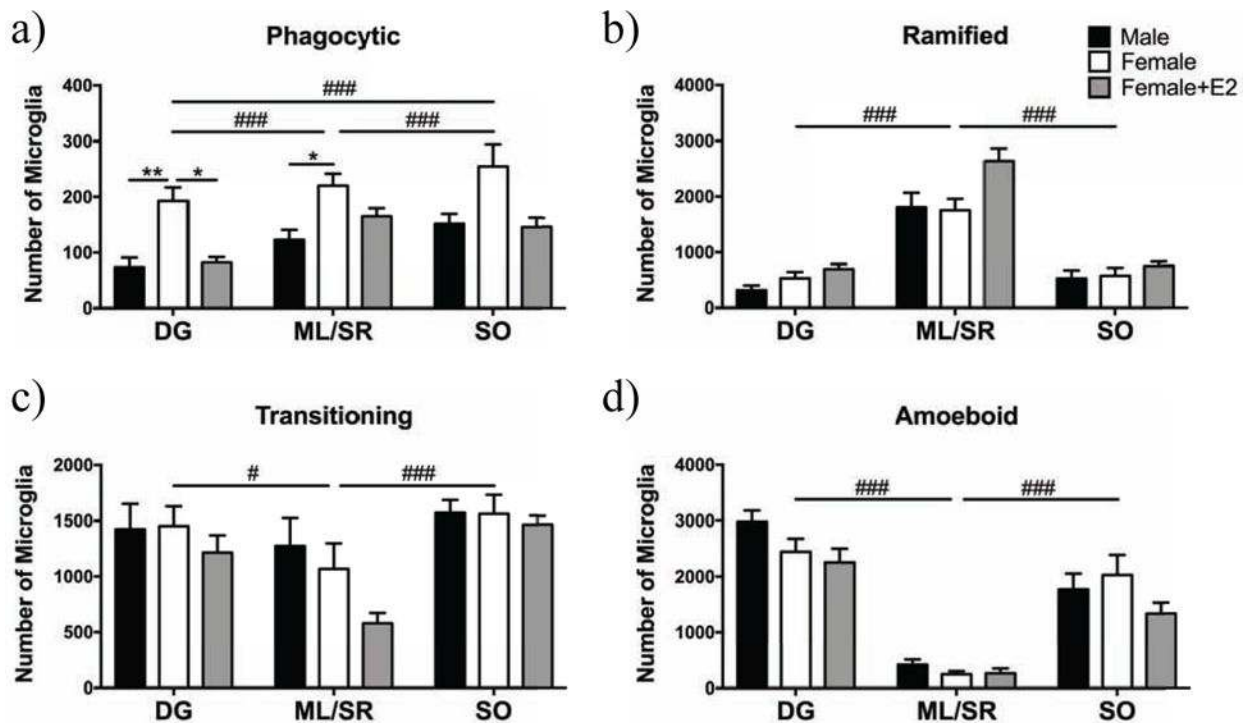 a)
Phagocytic
Number of Microglia
400
300
200
100
0
###
###
###
**
*
*
DG
ML/SR
SO
b)
Ramified
Male
Female
Female+E2
Number of Microglia
4000
3000
2000
1000
0
###
###
DG
ML/SR
SO
c)
Transitioning
Number of Microglia
2000
1500
1000
500
0
#
###
DG
ML/SR
SO
d)
Amoeboid
Number of Microglia
4000
3000
2000
1000
0
###
###
DG
ML/SR
SO